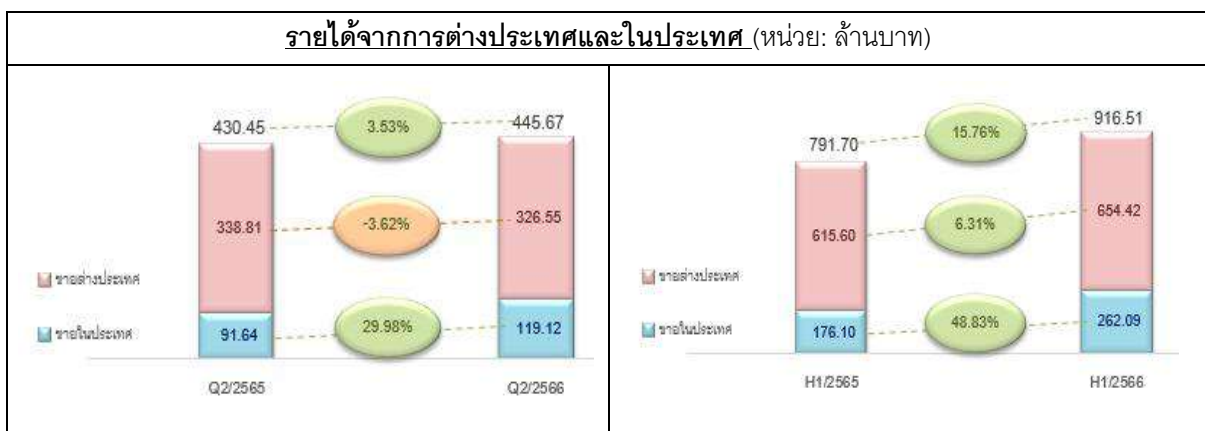 รายได้จากการต่างประเทศและในประเทศ (หน่วย: ล้านบาท)
430.45
3.53%
445.67
338.81
-3.62%
326.55
ขายต่างประเทศ
ขายในประเทศ
91.64
29.98%
119.12
Q2/2565
Q2/2566
791.70
15.76%
916.51
615.60
6.31%
654.42
ขายต่างประเทศ
ขายในประเทศ
176.10
48.83%
262.09
H1/2565
H1/2566